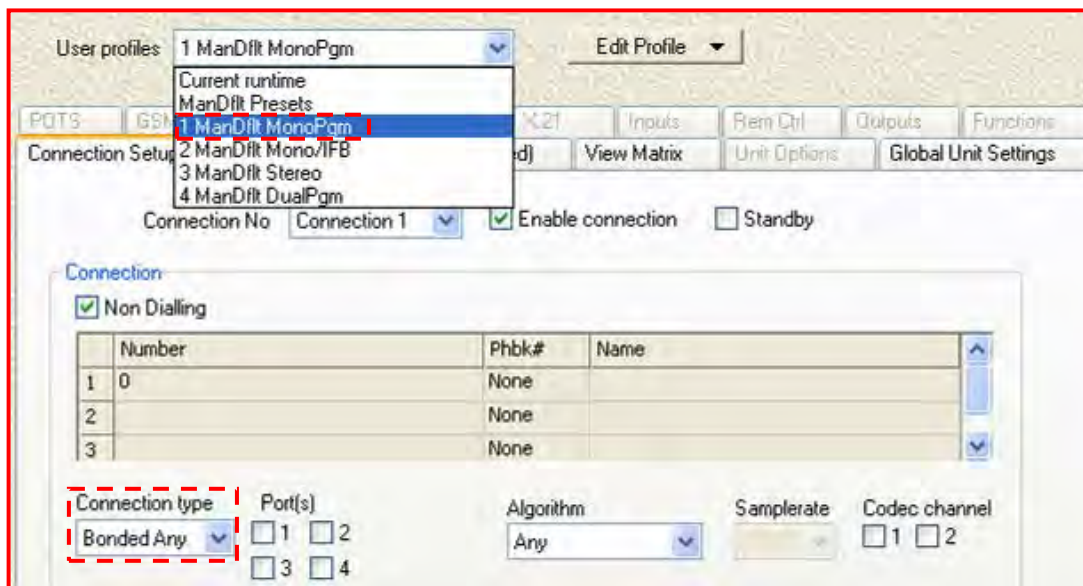 User profiles 1 ManDflt MonoPgm Edit Profile
Current runtime
ManDflt Presets
1 ManDflt MonoPgm
2 ManDflt Mono/IFB
3 ManDflt Stereo
4 ManDflt DualPgm
POTS GSM X.21 Inputs Rem Ctrl Outputs Functions
Connection Setup ed) View Matrix Unit Options Global Unit Settings
Connection No Connection 1 Enable connection Standby
Connection
Non Dialling
Number Phbk# Name
1 0 None
2 None
3 None
Connection type Port(s) Algorithm Samplerate Codec channel
Bonded Any 1 2 Any 1 2
3 4